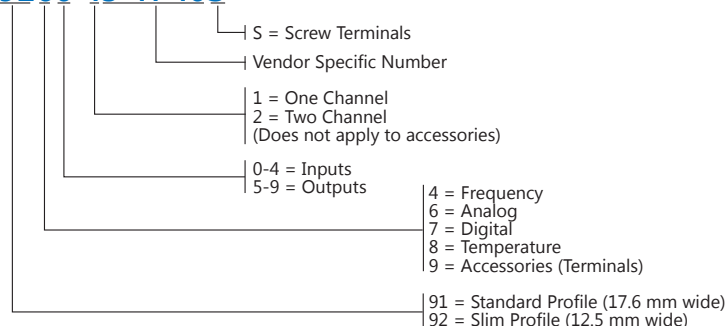 S = Screw Terminals
Vendor Specific Number
1 = One Channel
2 = Two Channel
(Does not apply to accessories)
0-4 = Inputs
5-9 = Outputs
4 = Frequency
6 = Analog
7 = Digital
8 = Temperature
9 = Accessories (Terminals)
91 = Standard Profile (17.6 mm wide)
92 = Slim Profile (12.5 mm wide)